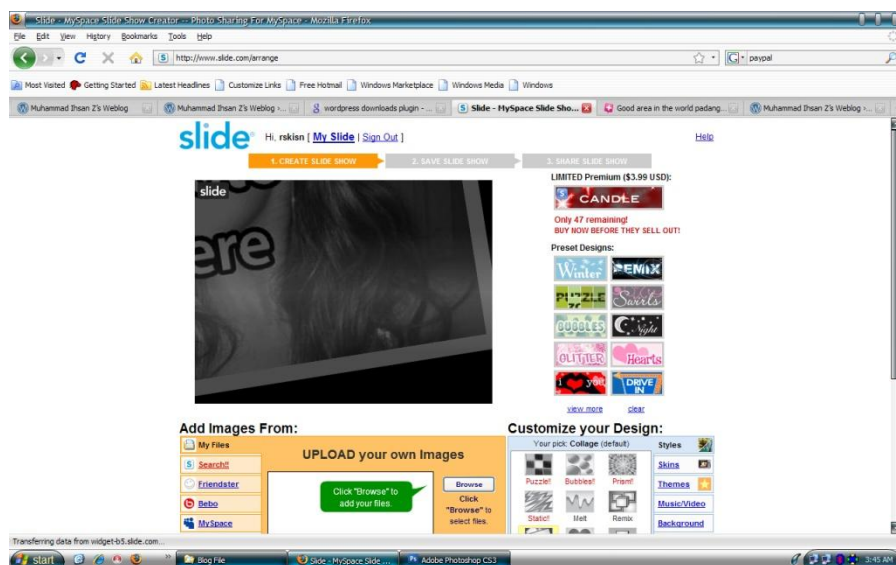 Slide - MySpace Slide Show Creator -- Photo Sharing For MySpace - Mozilla Firefox
File Edit View History Bookmarks Tools Help
http://www.slide.com/arrange
paypal
Most Visited Getting Started Latest Headlines Customize Links Free Hotmail Windows Marketplace Windows Media Windows
Muhammad Ihsan Z's Weblog Muhammad Ihsan Z's Weblog ›... wordpress downloads plugin - ... Slide - MySpace Slide Sho... Good area in the world padang... Muhammad Ihsan Z's Weblog ›...
slide Hi, rskisn [ My Slide | Sign Out ] Help
1. CREATE SLIDE SHOW 2. SAVE SLIDE SHOW 3. SHARE SLIDE SHOW
LIMITED Premium ($3.99 USD):
slide
CANDLE
Only 47 remaining!
BUY NOW BEFORE THEY SELL OUT!
ere
Preset Designs:
Winter REMIX
PUZZLE Swirls
BUBBLES Night
GLITTER Hearts
I you DRIVE IN
view more clear
Add Images From: Customize your Design:
My Files
UPLOAD your own Images
Your pick: Collage (default) Styles
Search!! Skins
Friendster Themes
Bebo Music/Video
MySpace Background
Click "Browse" to
add your files.
Browse
Click
"Browse" to
select files.
Puzzle! Bubbles! Prism!
Static! Melt Remix
Transferring data from widget-b5.slide.com...
start Blog File Slide - MySpace Slide ... Adobe Photoshop CS3 3:45 AM